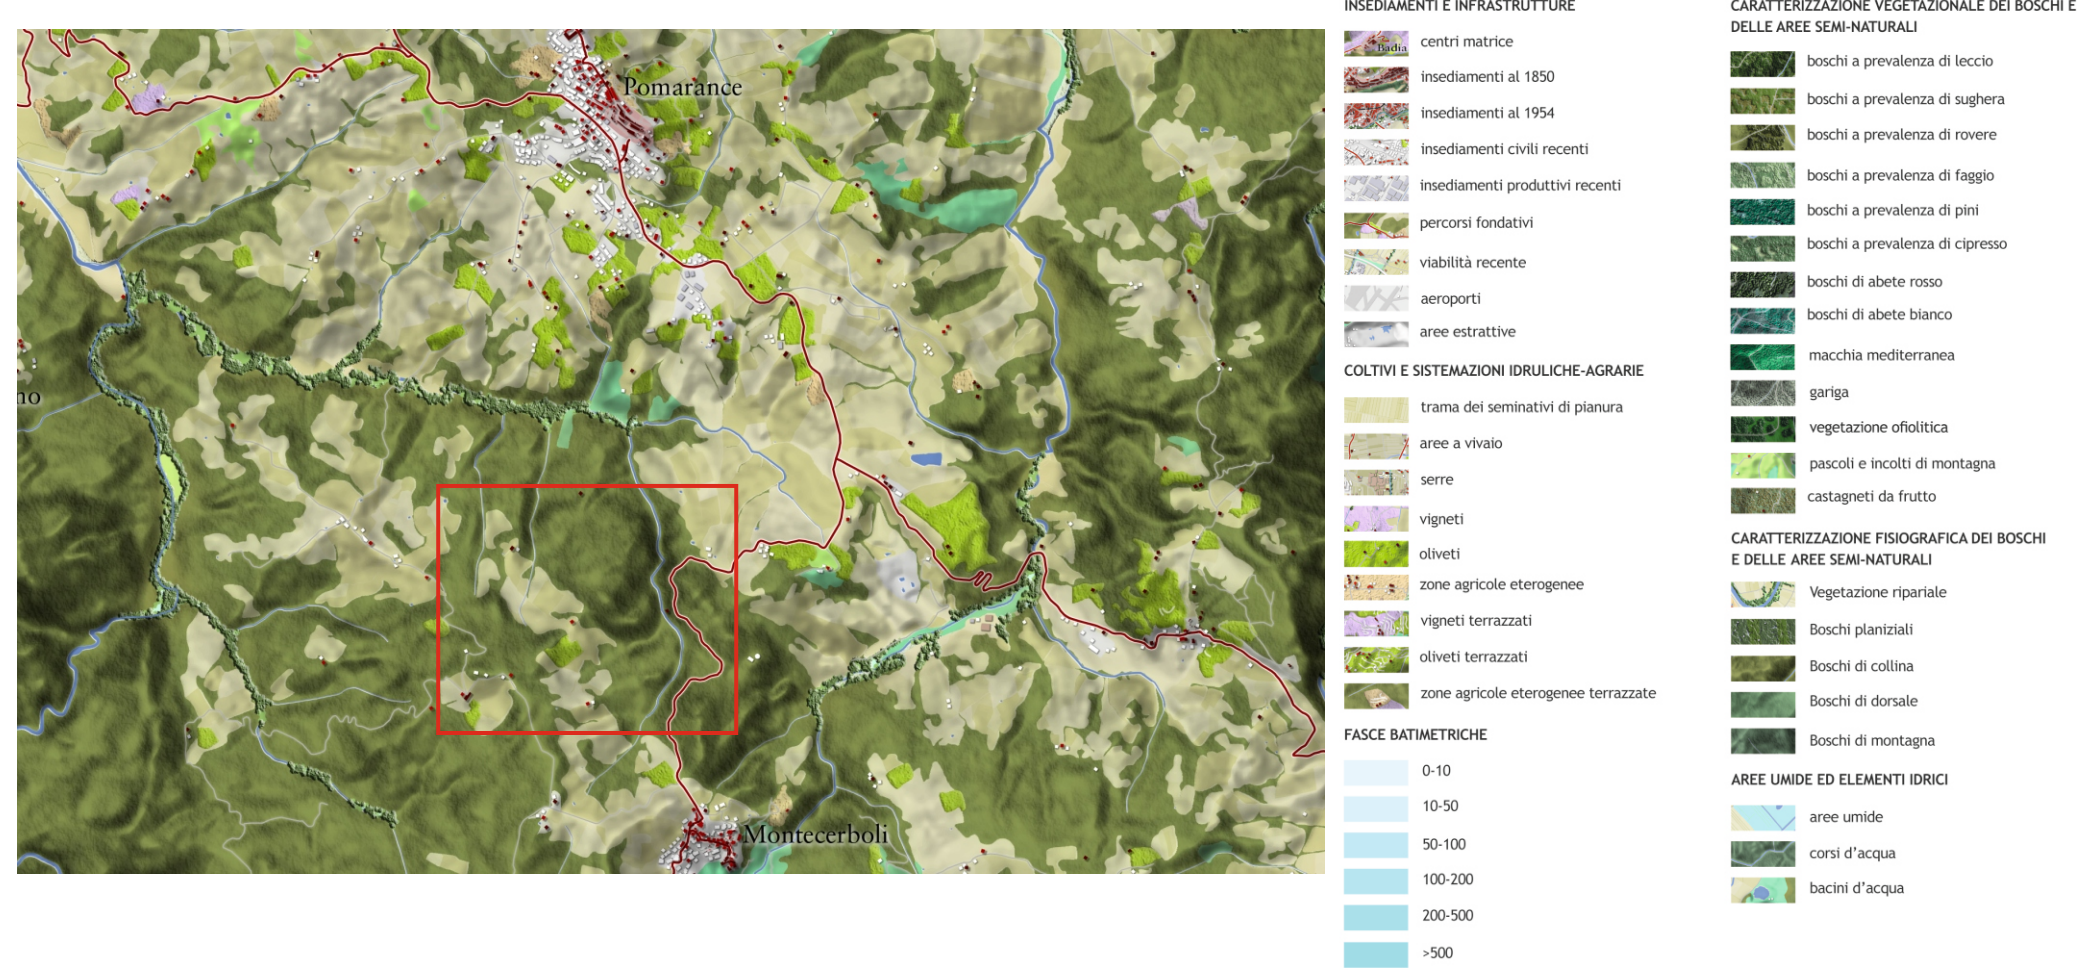 Pomarance
no
Montecerboli
INSEDIAMENTI E INFRASTRUTTURE
Badia
centri matrice
insediamenti al 1850
insediamenti al 1954
insediamenti civili recenti
insediamenti produttivi recenti
percorsi fondativi
viabilità recente
aeroporti
aree estrattive
COLTIVI E SISTEMAZIONI IDRULICHE-AGRARIE
trama dei seminativi di pianura
aree a vivaio
serre
vigneti
oliveti
zone agricole eterogenee
vigneti terrazzati
oliveti terrazzati
zone agricole eterogenee terrazzate
FASCE BATIMETRICHE
0-10
10-50
50-100
100-200
200-500
>500
CARATTERIZZAZIONE VEGETAZIONALE DEI BOSCHI E
DELLE AREE SEMI-NATURALI
boschi a prevalenza di leccio
boschi a prevalenza di sughera
boschi a prevalenza di rovere
boschi a prevalenza di faggio
boschi a prevalenza di pini
boschi a prevalenza di cipresso
boschi di abete rosso
boschi di abete bianco
macchia mediterranea
gariga
vegetazione ofiolitica
pascoli e incolti di montagna
castagneti da frutto
CARATTERIZZAZIONE FISIOGRAFICA DEI BOSCHI
E DELLE AREE SEMI-NATURALI
Vegetazione ripariale
Boschi planiziali
Boschi di collina
Boschi di dorsale
Boschi di montagna
AREE UMIDE ED ELEMENTI IDRICI
aree umide
corsi d'acqua
bacini d'acqua